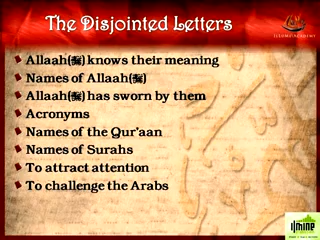 The Disjointed Letters
Allaah(ﷻ) knows their meaning
Names of Allaah(ﷻ)
Allaah(ﷻ) has sworn by them
Acronyms
Names of the Qur'aan
Names of Surahs
To attract attention
To challenge the Arabs
ilmine